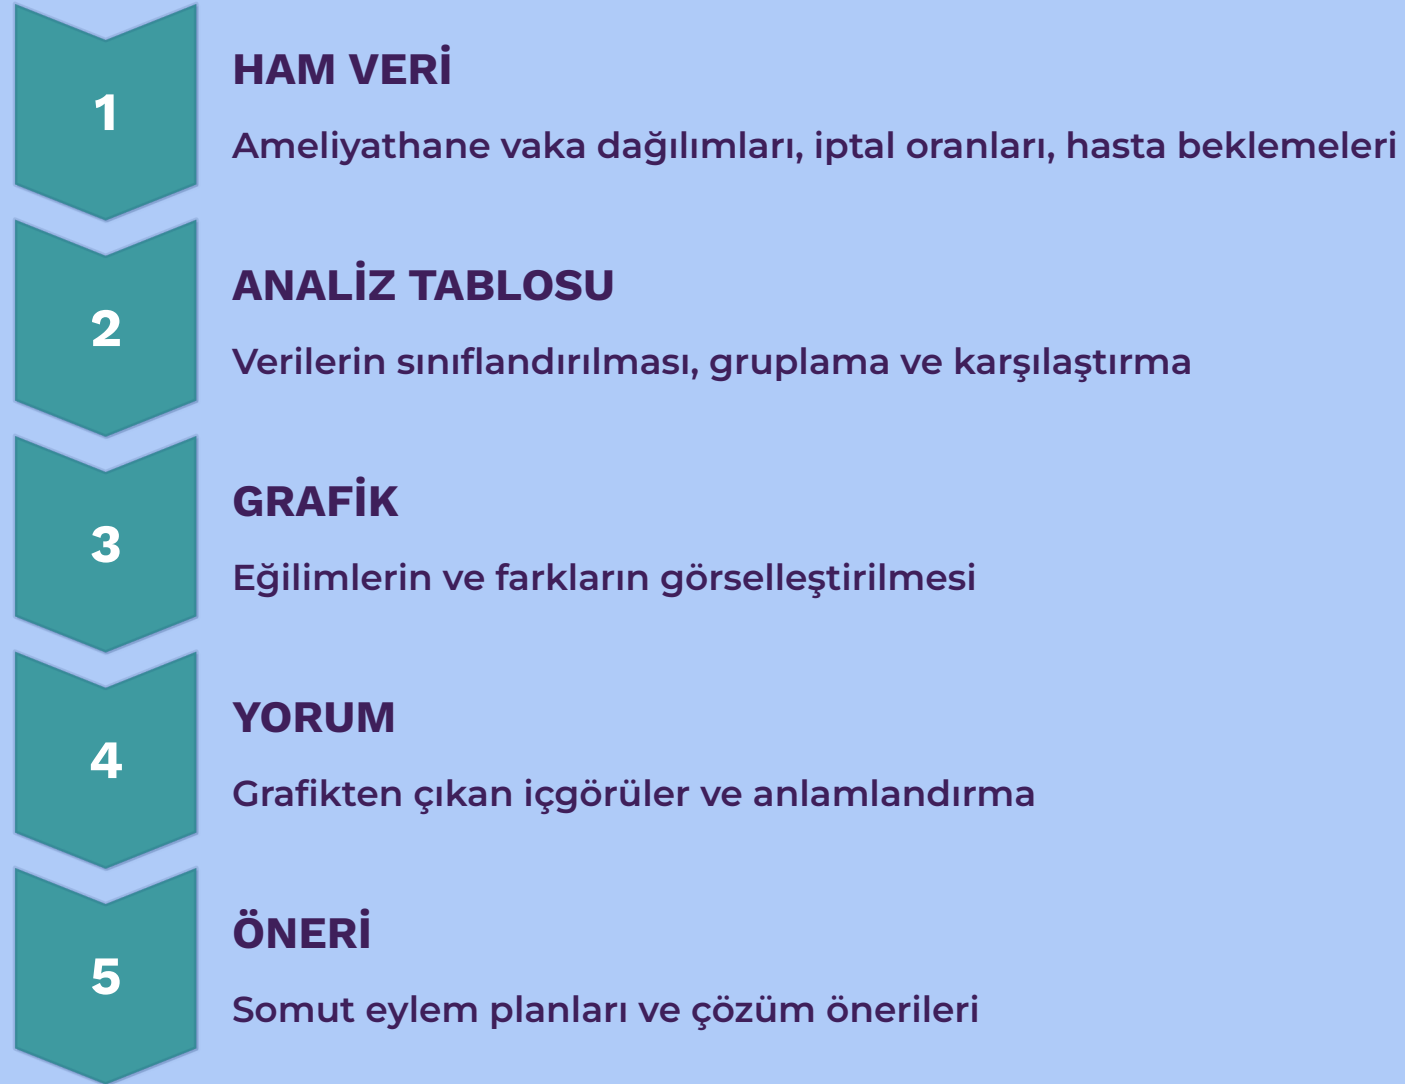 1
HAM VERİ
Ameliyathane vaka dağılımları, iptal oranları, hasta beklemeleri
2
ANALİZ TABLOSU
Verilerin sınıflandırılması, gruplama ve karşılaştırma
3
GRAFİK
Eğilimlerin ve farkların görselleştirilmesi
4
YORUM
Grafikten çıkan içgörüler ve anlamlandırma
5
ÖNERİ
Somut eylem planları ve çözüm önerileri